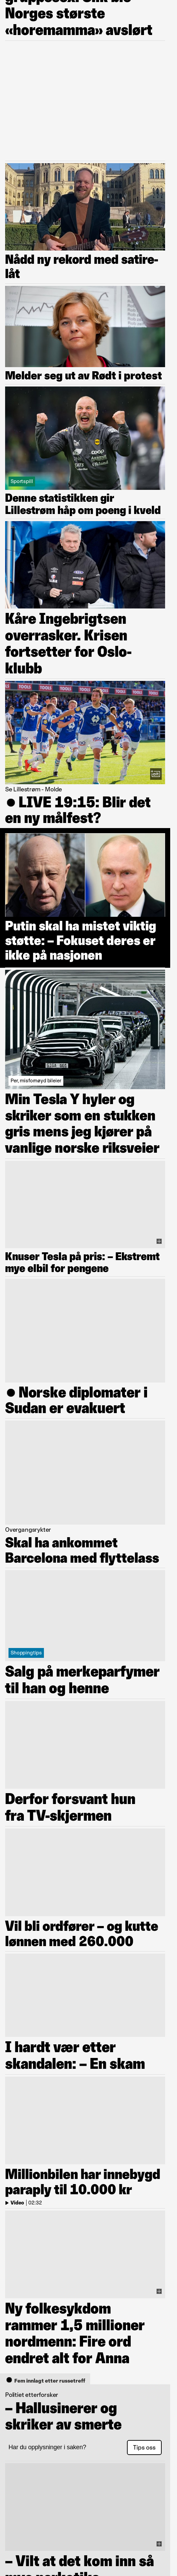 Norges største
«horemamma» avslørt
Nådd ny rekord med satire-
låt
Melder seg ut av Rødt i protest
Sportspill
Denne statistikken gir
Lillestrøm håp om poeng i kveld
Kåre Ingebrigtsen
overrasker. Krisen
fortsetter for Oslo-
klubb
Se Lillestrøm - Molde
● LIVE 19:15: Blir det
en ny målfest?
Putin skal ha mistet viktig
støtte: – Fokuset deres er
ikke på nasjonen
Per, misfornøyd bileier
Min Tesla Y hyler og
skriker som en stukken
gris mens jeg kjører på
vanlige norske riksveier
Knuser Tesla på pris: – Ekstremt
mye elbil for pengene
● Norske diplomater i
Sudan er evakuert
Overgangsrykter
Skal ha ankommet
Barcelona med flyttelass
Shoppingtips
Salg på merkeparfymer
til han og henne
Derfor forsvant hun
fra TV-skjermen
Vil bli ordfører – og kutte
lønnen med 260.000
I hardt vær etter
skandalen: – En skam
Millionbilen har innebygd
paraply til 10.000 kr
Video | 02:32
Ny folkesykdom
rammer 1,5 millioner
nordmenn: Fire ord
endret alt for Anna
● Fem innlagt etter russetreff
Politiet etterforsker
– Hallusinerer og
skriker av smerte
Har du opplysninger i saken?
Tips oss
– Vilt at det kom inn så